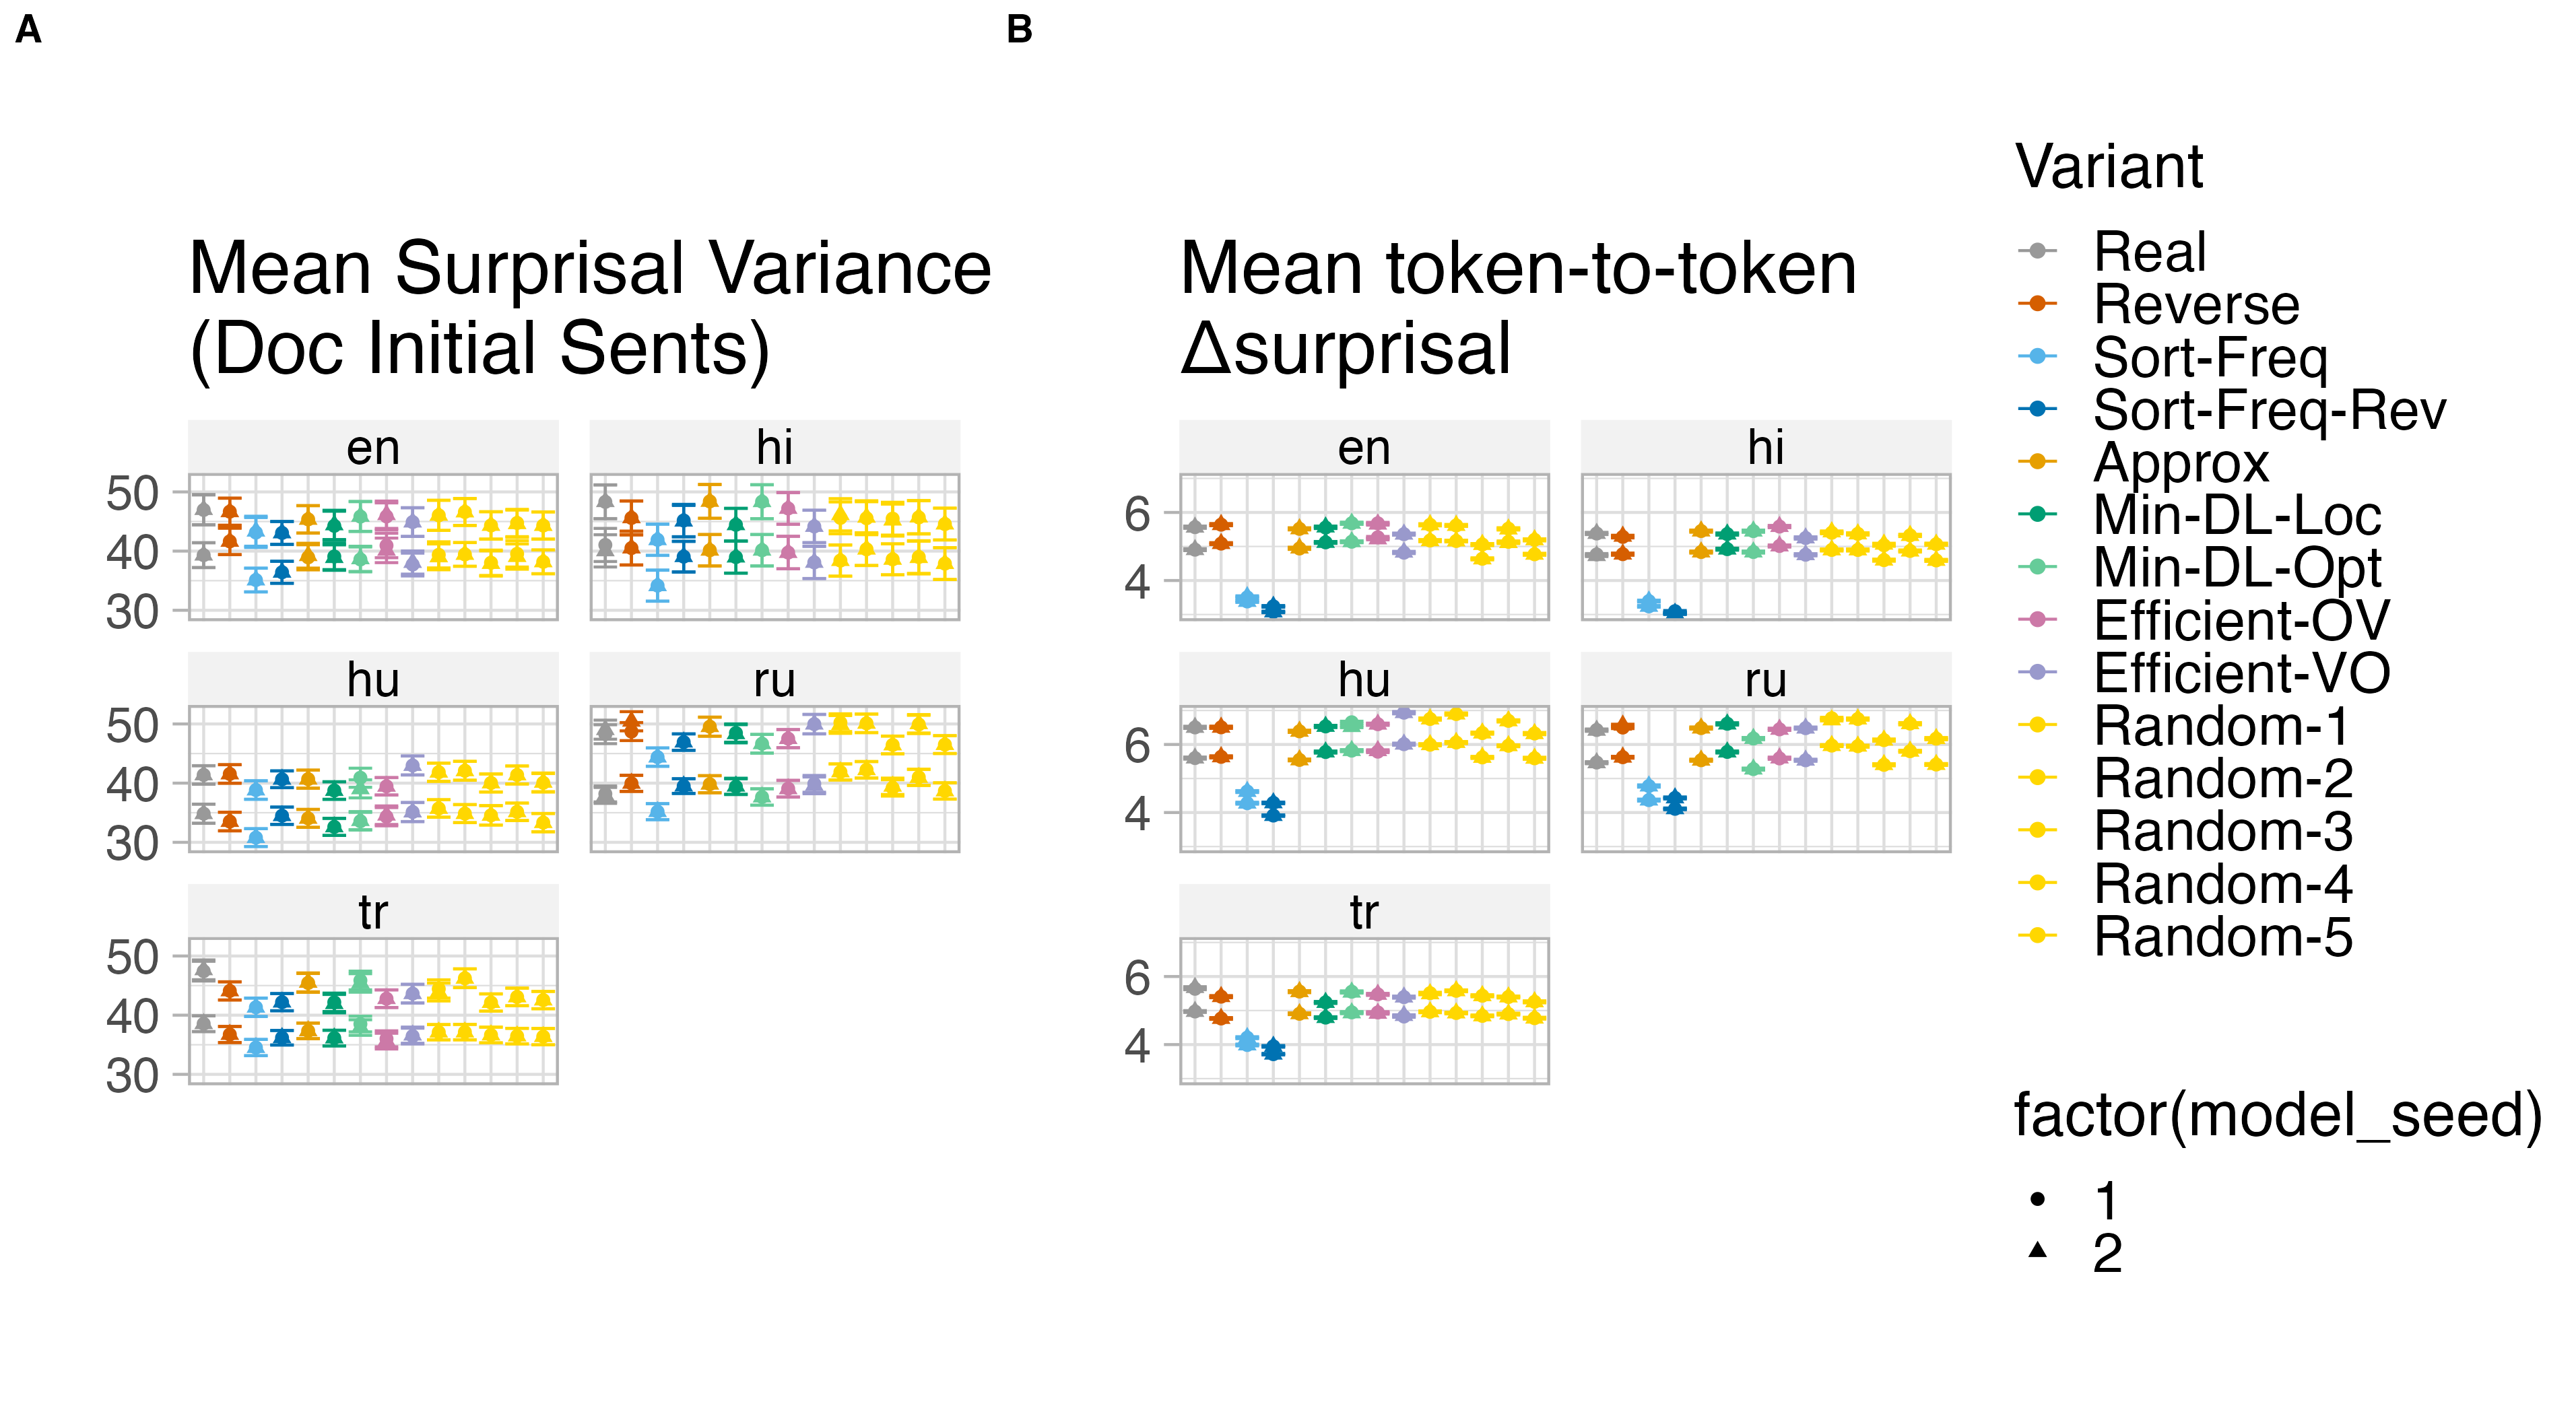 A
B
Mean Surprisal Variance
(Doc Initial Sents)
en
hi
50
40
30
hu
ru
50
40
30
tr
50
40
30
Mean token-to-token
Δsurprisal
en
hi
6
4
hu
ru
6
4
tr
6
4
Variant
Real
Reverse
Sort-Freq
Sort-Freq-Rev
Approx
Min-DL-Loc
Min-DL-Opt
Efficient-OV
Efficient-VO
Random-1
Random-2
Random-3
Random-4
Random-5
factor(model_seed)
1
2